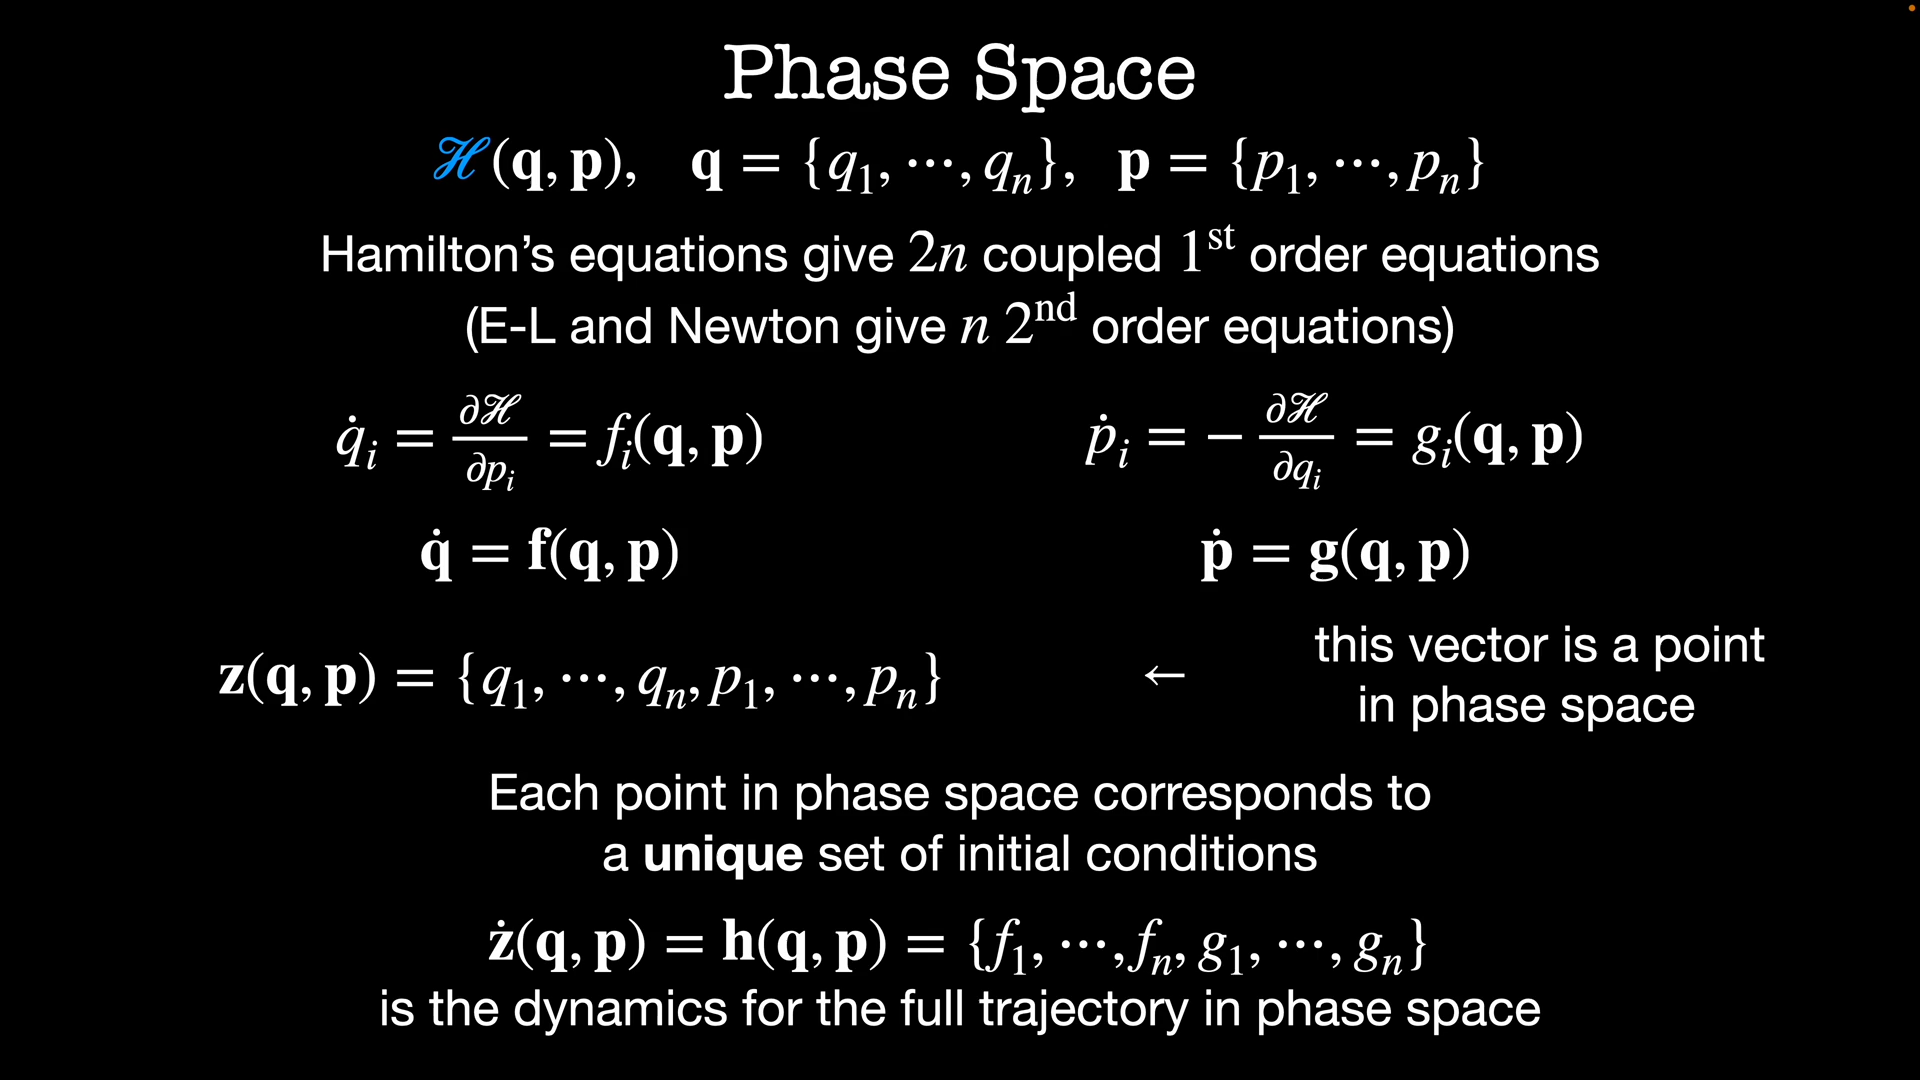 Phase Space
ℋ(q, p), q = {q₁, ⋯, qₙ}, p = {p₁, ⋯, pₙ}
Hamilton’s equations give 2n coupled 1ˢᵗ order equations
(E-L and Newton give n 2ⁿᵈ order equations)
q̇ᵢ = ∂ℋ/∂pᵢ = fᵢ(q, p)
ṗᵢ = − ∂ℋ/∂qᵢ = gᵢ(q, p)
q̇ = f(q, p)
ṗ = g(q, p)
z(q, p) = {q₁, ⋯, qₙ, p₁, ⋯, pₙ} ←
this vector is a point
in phase space
Each point in phase space corresponds to
a unique set of initial conditions
ż(q, p) = h(q, p) = {f₁, ⋯, fₙ, g₁, ⋯, gₙ}
is the dynamics for the full trajectory in phase space